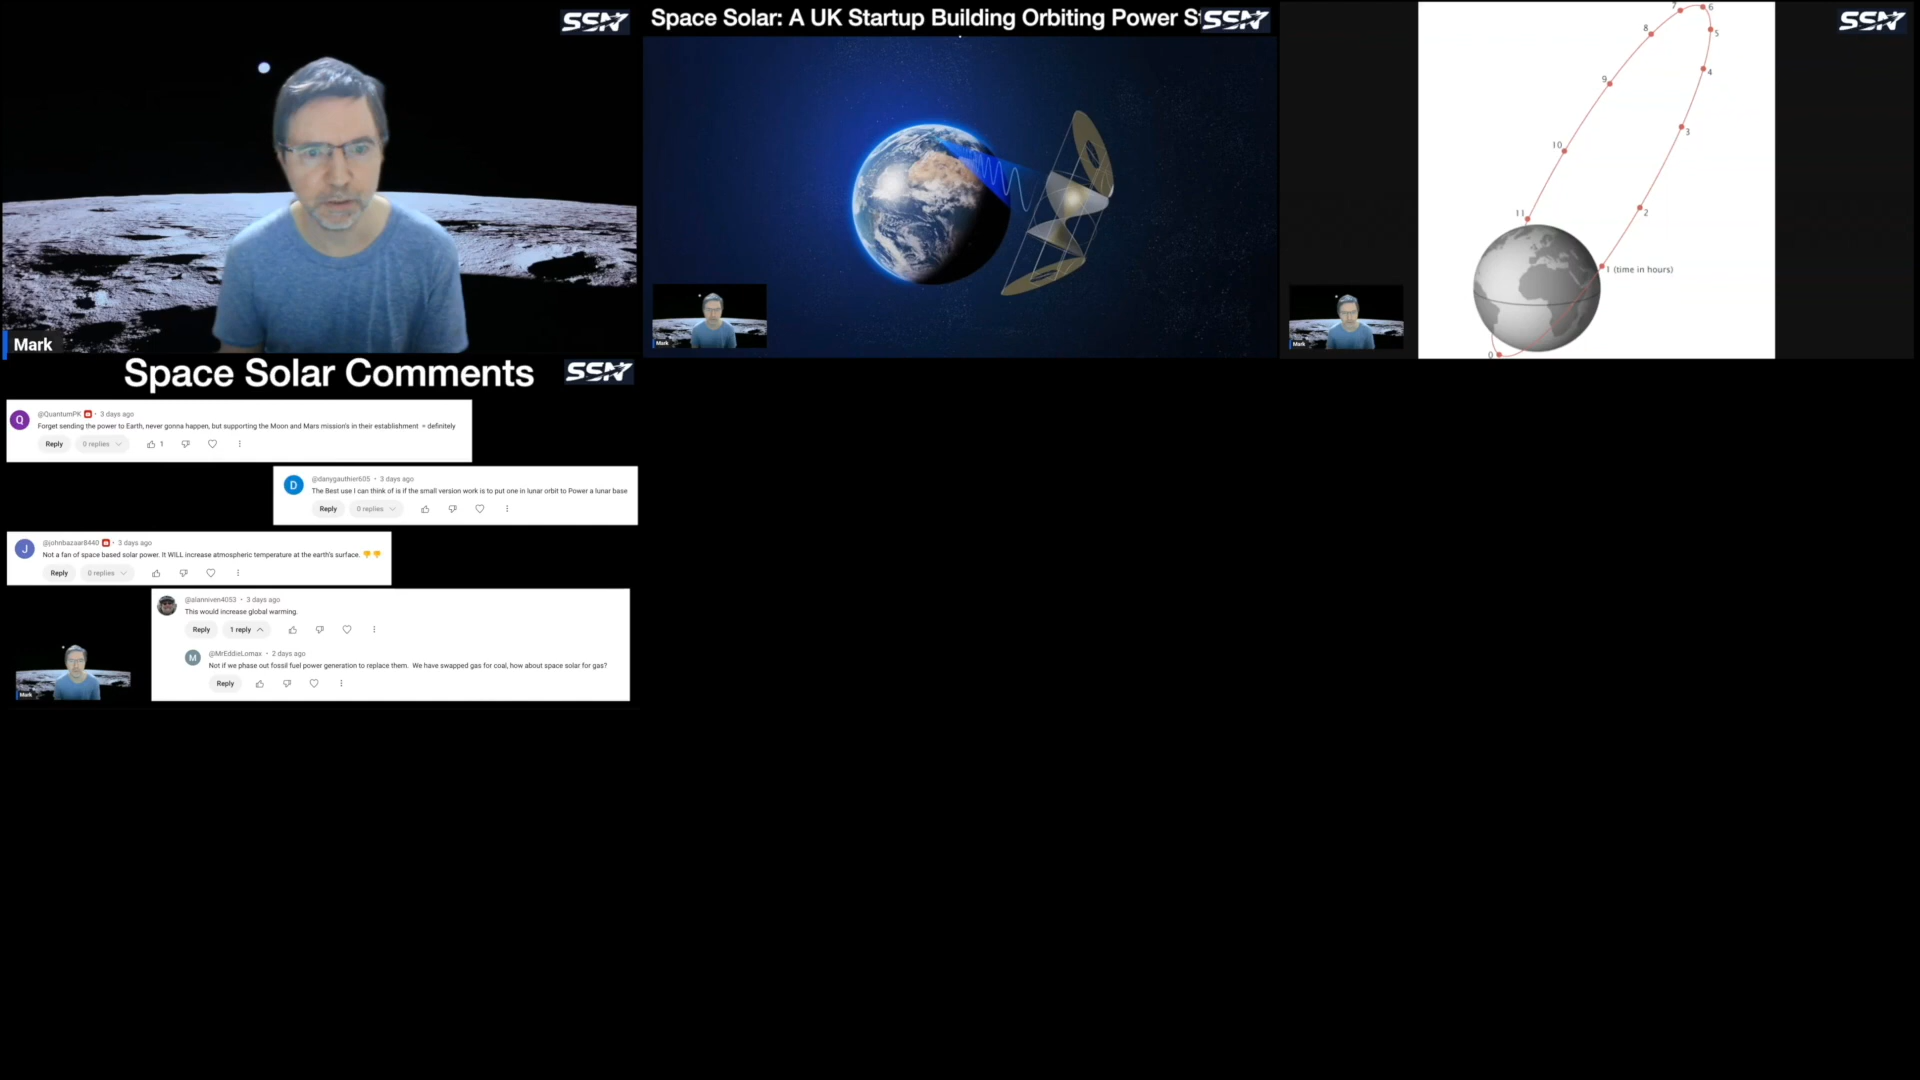 SSN
Mark
Space Solar: A UK Startup Building Orbiting Power S
SSN
Mark
SSN
7
6
8
5
4
9
3
10
2
11
1 (time in hours)
0
Mark
Space Solar Comments
SSN
Q
@QuantumPK · 3 days ago
Forget sending the power to Earth, never gonna happen, but supporting the Moon and Mars mission's in their establishment = definitely
Reply 0 replies 1
D
@danygauthier605 · 3 days ago
The Best use I can think of is if the small version work is to put one in lunar orbit to Power a lunar base
Reply 0 replies
J
@johnbazaar8440 · 3 days ago
Not a fan of space based solar power. It WILL increase atmospheric temperature at the earth's surface. 👎👎
Reply 0 replies
@alanniven4053 · 3 days ago
This would increase global warming.
Reply 1 reply
M
@MrEddieLomax · 2 days ago
Not if we phase out fossil fuel power generation to replace them. We have swapped gas for coal, how about space solar for gas?
Reply
Mark